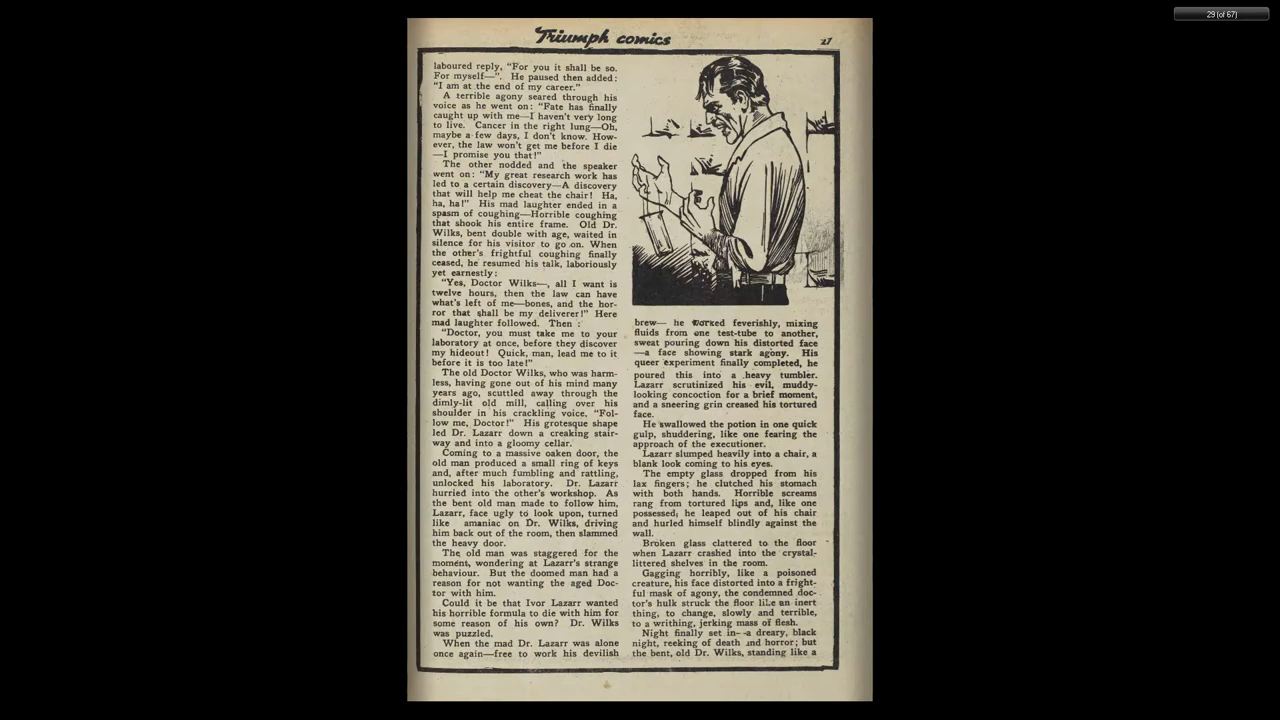 29 (of 67)
Triumph comics
27
laboured reply, "For you it shall be so.
For myself—". He paused then added:
"I am at the end of my career."
A terrible agony seared through his
voice as he went on: "Fate has finally
caught up with me—I haven't very long
to live. Cancer in the right lung—Oh,
maybe a few days, I don't know. How-
ever, the law won't get me before I die
—I promise you that!"
The other nodded and the speaker
went on: "My great research work has
led to a certain discovery—A discovery
that will help me cheat the chair! Ha,
ha, ha!" His mad laughter ended in a
spasm of coughing—Horrible coughing
that shook his entire frame. Old Dr.
Wilks, bent double with age, waited in
silence for his visitor to go on. When
the other's frightful coughing finally
ceased, he resumed his talk, laboriously
yet earnestly:
"Yes, Doctor Wilks—, all I want is
twelve hours, then the law can have
what's left of me—bones, and the hor-
ror that shall be my deliverer!" Here
mad laughter followed. Then :
"Doctor, you must take me to your
laboratory at once, before they discover
my hideout! Quick, man, lead me to it
before it is too late!"
The old Doctor Wilks, who was harm-
less, having gone out of his mind many
years ago, scuttled away through the
dimly-lit old mill, calling over his
shoulder in his crackling voice, "Fol-
low me, Doctor!" His grotesque shape
led Dr. Lazarr down a creaking stair-
way and into a gloomy cellar.
Coming to a massive oaken door, the
old man produced a small ring of keys
and, after much fumbling and rattling,
unlocked his laboratory. Dr. Lazarr
hurried into the other's workshop. As
the bent old man made to follow him,
Lazarr, face ugly to look upon, turned
like amaniac on Dr. Wilks, driving
him back out of the room, then slammed
the heavy door.
The old man was staggered for the
moment, wondering at Lazarr's strange
behaviour. But the doomed man had a
reason for not wanting the aged Doc-
tor with him.
Could it be that Ivor Lazarr wanted
his horrible formula to die with him for
some reason of his own? Dr. Wilks
was puzzled.
When the mad Dr. Lazarr was alone
once again—free to work his devilish
brew— he worked feverishly, mixing
fluids from one test-tube to another,
sweat pouring down his distorted face
—a face showing stark agony. His
queer experiment finally completed, he
poured this into a heavy tumbler.
Lazarr scrutinized his evil, muddy-
looking concoction for a brief moment,
and a sneering grin creased his tortured
face.
He swallowed the potion in one quick
gulp, shuddering, like one fearing the
approach of the executioner.
Lazarr slumped heavily into a chair, a
blank look coming to his eyes.
The empty glass dropped from his
lax fingers; he clutched his stomach
with both hands. Horrible screams
rang from tortured lips and, like one
possessed, he leaped out of his chair
and hurled himself blindly against the
wall.
Broken glass clattered to the floor
when Lazarr crashed into the crystal-
littered shelves in the room.
Gagging horribly, like a poisoned
creature, his face distorted into a fright-
ful mask of agony, the condemned doc-
tor's hulk struck the floor like an inert
thing, to change, slowly and terrible,
to a writhing, jerking mass of flesh.
Night finally set in--a dreary, black
night, reeking of death and horror; but
the bent, old Dr. Wilks, standing like a